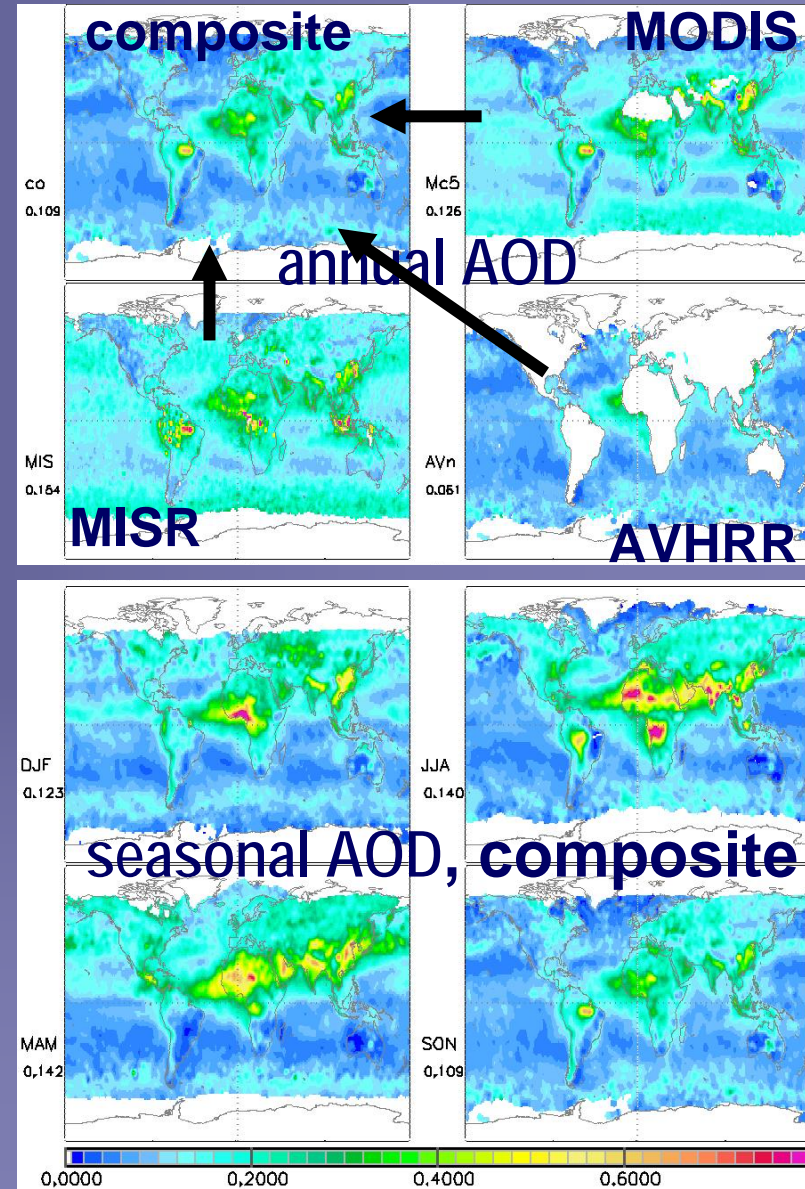 composite
MODIS
co
0.109
Mc5
0.126
annual AOD
MIS
0.154
AVn
0.051
MISR
AVHRR
DJF
0.123
JJA
0.140
seasonal AOD, composite
MAM
0.142
SON
0.109
0.0000 0.2000 0.4000 0.6000